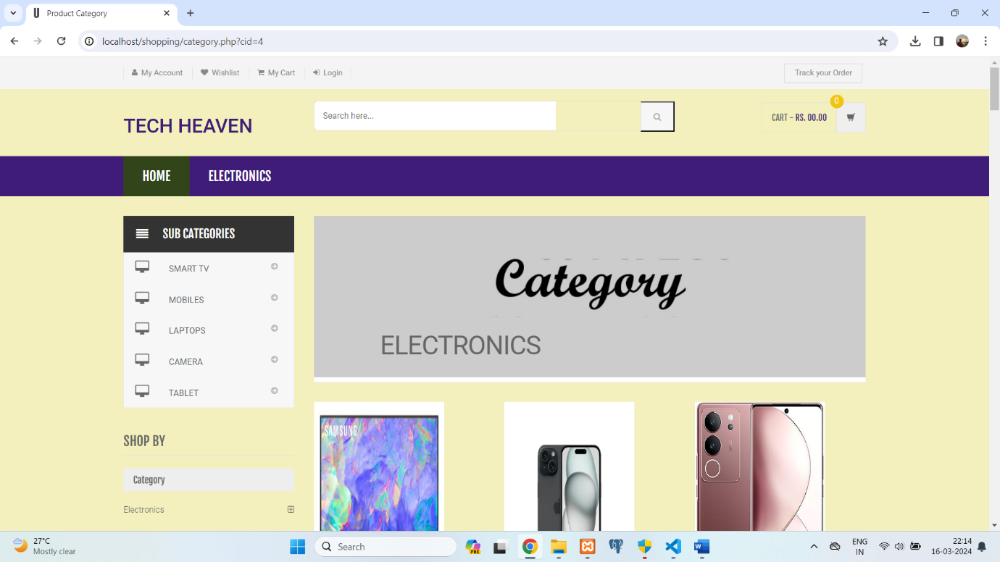 Product Category
localhost/shopping/category.php?cid=4
My Account Wishlist My Cart Login Track your Order
0
TECH HEAVEN Search here... CART - RS. 00.00
HOME ELECTRONICS
SUB CATEGORIES
SMART TV
MOBILES
LAPTOPS
CAMERA
TABLET
Category
ELECTRONICS
SAMSUNG
SHOP BY
Category
Electronics
27°C
Mostly clear
Search
PRE
ENG
IN
22:14
16-03-2024